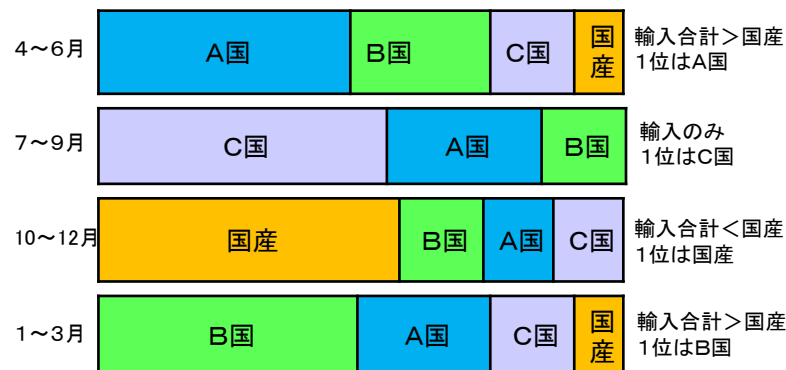 4～6月
A国
B国
C国
国
産
輸入合計＞国産
1位はA国
7～9月
C国
A国
B国
輸入のみ
1位はC国
10～12月
国産
B国
A国
C国
輸入合計＜国産
1位は国産
1～3月
B国
A国
C国
国
産
輸入合計＞国産
1位はB国